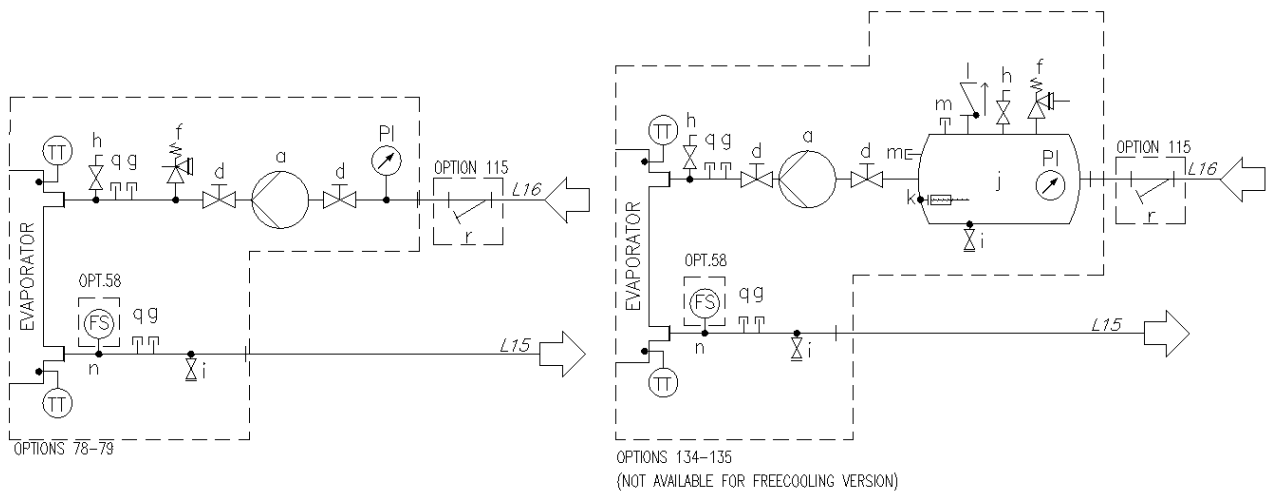 TT
h
q g
f
d
a
d
PI
OPTION 115
L16
r
EVAPORATOR
OPT.58
FS
q g
n
i
L15
TT
OPTIONS 78-79
TT
h
q g
d
a
d
m
l
h
f
m
j
PI
k
i
OPTION 115
L16
r
EVAPORATOR
OPT.58
FS
q g
n
i
L15
TT
OPTIONS 134-135
(NOT AVAILABLE FOR FREECOOLING VERSION)